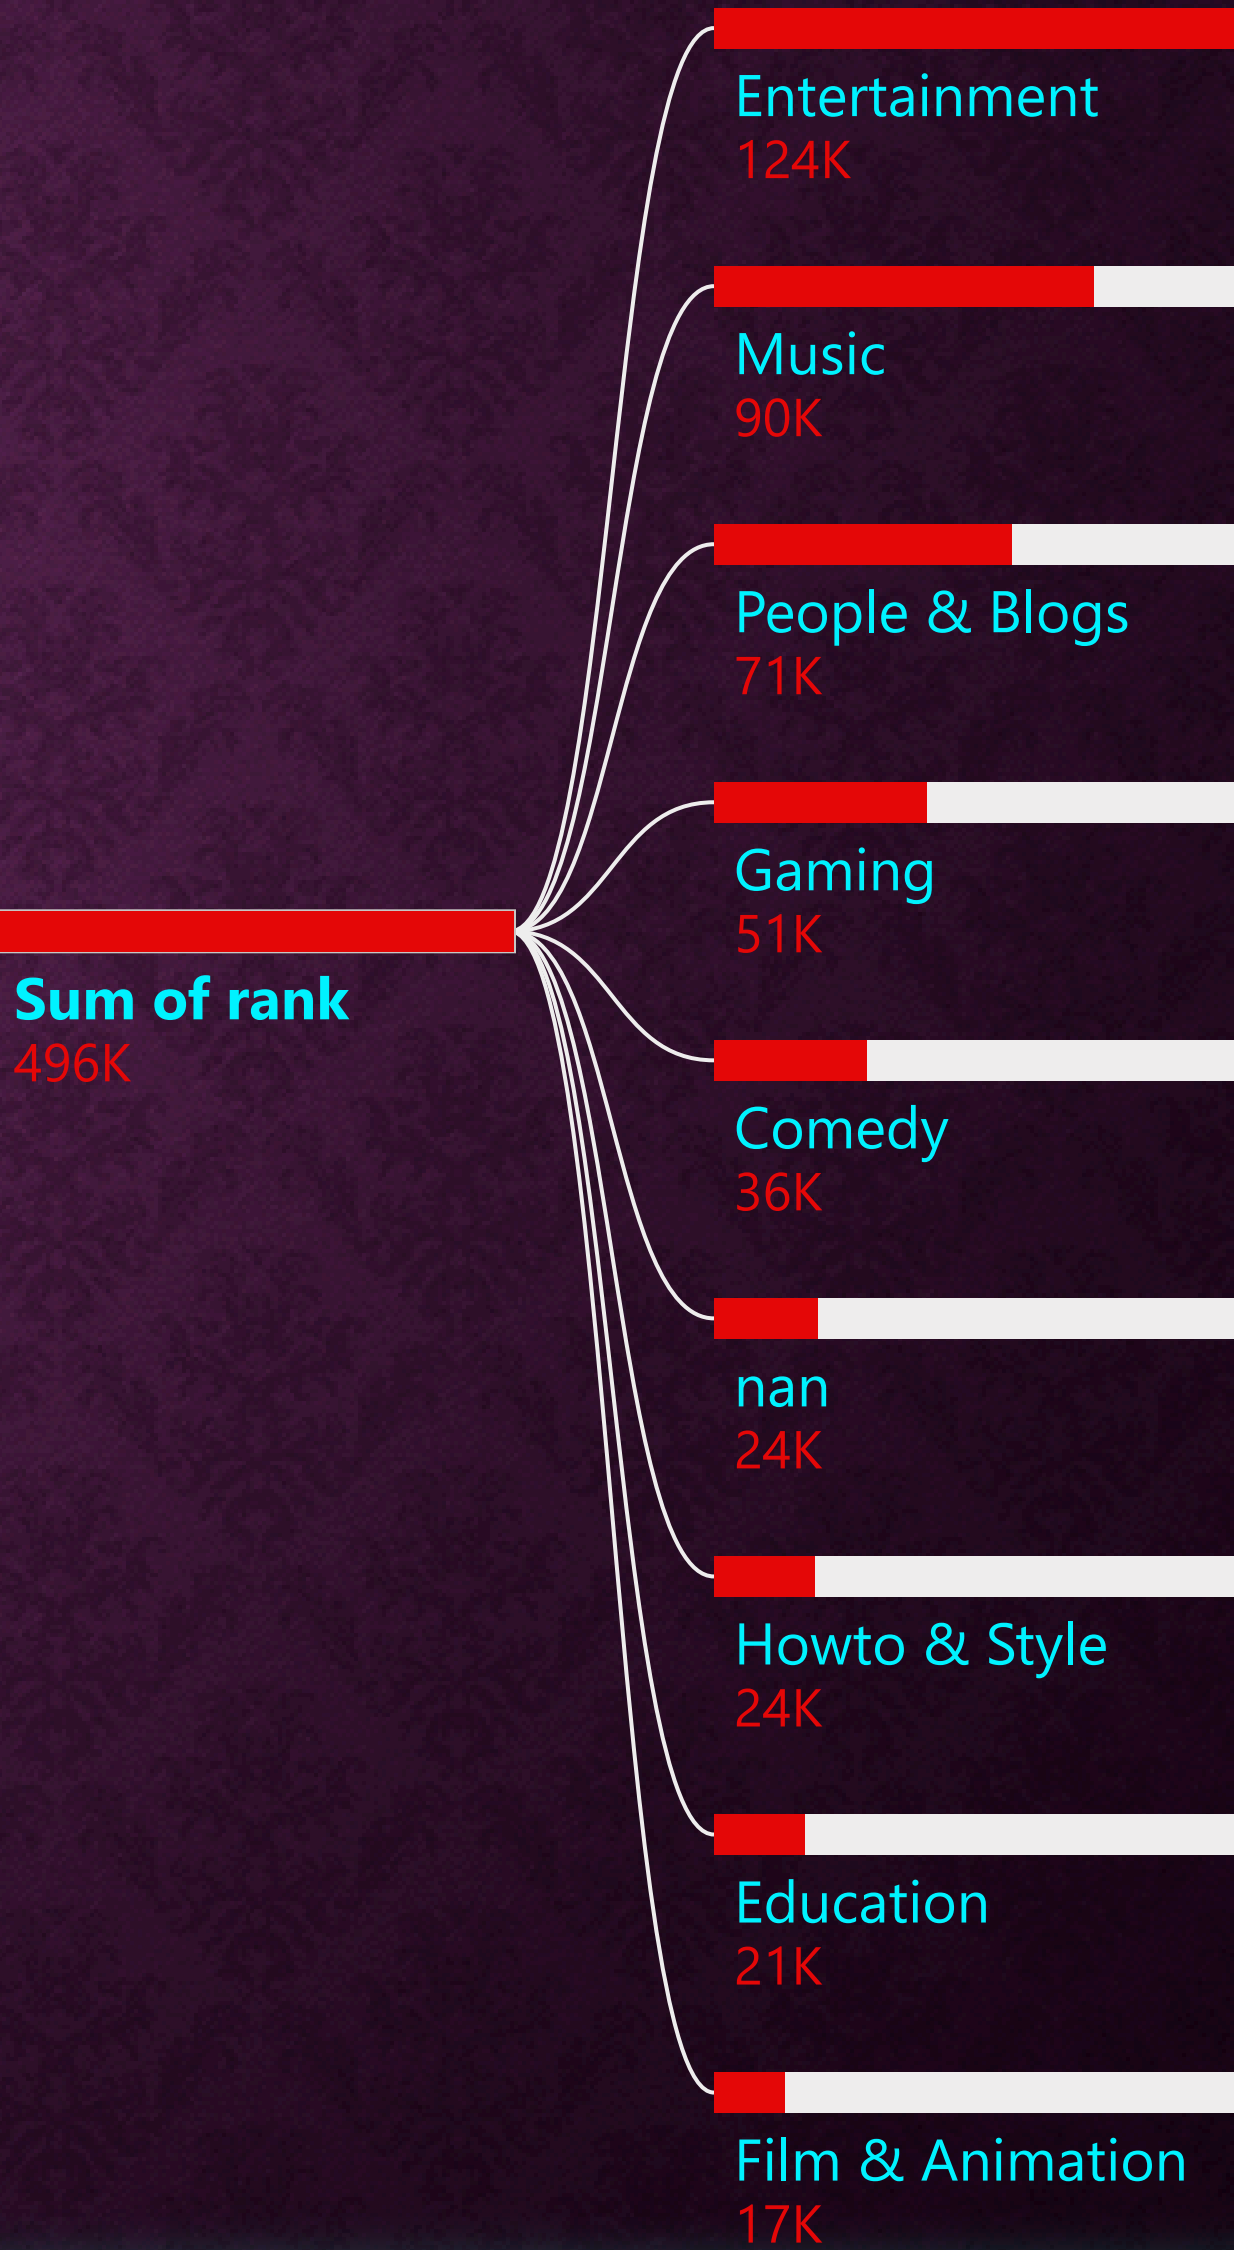 Entertainment
124K
Music
90K
People & Blogs
71K
Gaming
51K
Sum of rank
496K
Comedy
36K
nan
24K
Howto & Style
24K
Education
21K
Film & Animation
17K